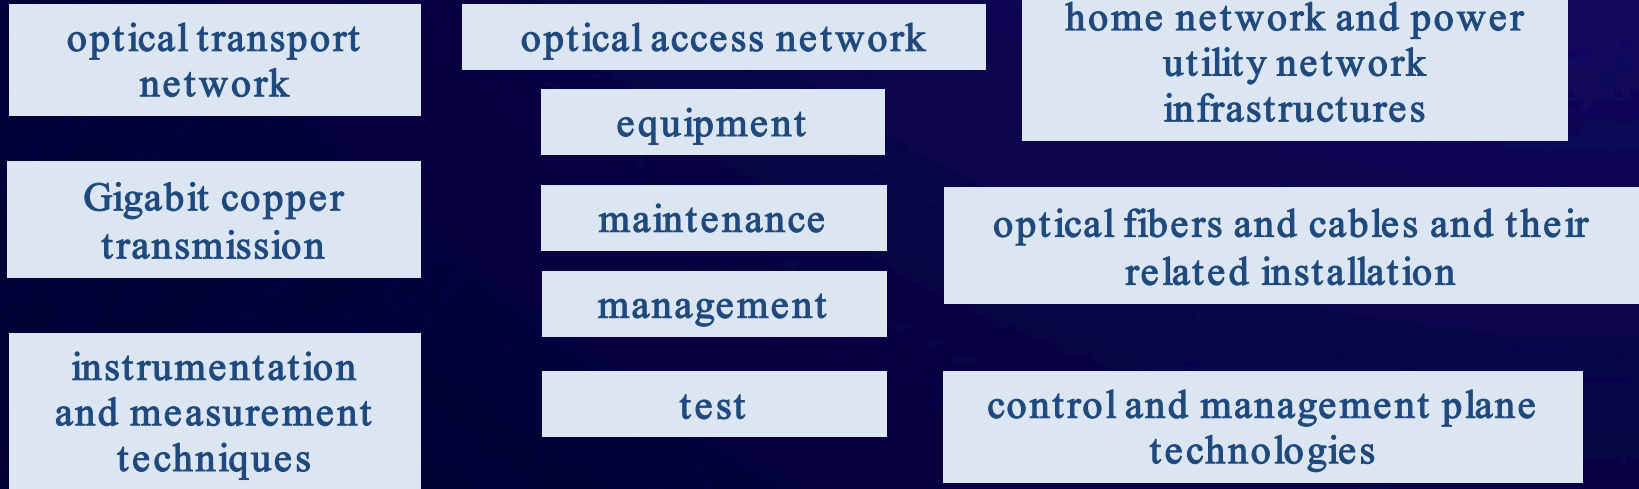 optical transport
network
Gigabit copper
transmission
instrumentation
and measurement
techniques
optical access network
equipment
maintenance
management
test
home network and power
utility network
infrastructures
optical fibers and cables and their
related installation
control and management plane
technologies